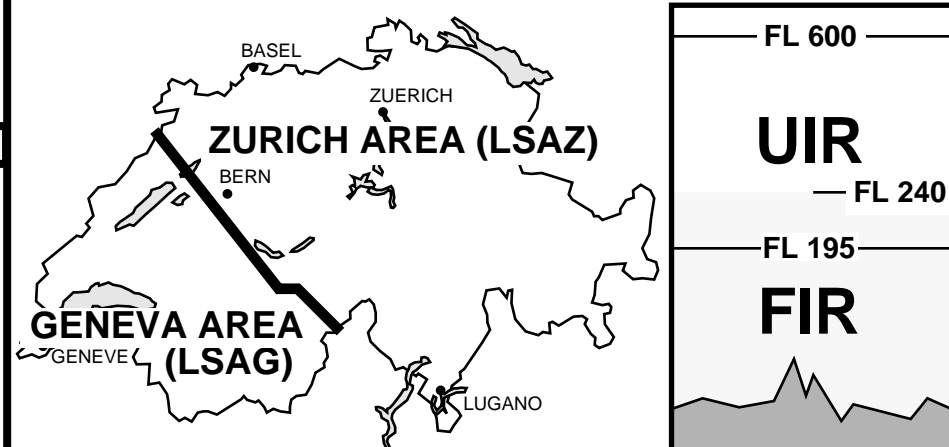 BASEL
ZUERICH
ZURICH AREA (LSAZ)
BERN
GENEVA AREA
(LSAG)
GENEVE
LUGANO
FL 600
UIR
FL 240
FL 195
FIR